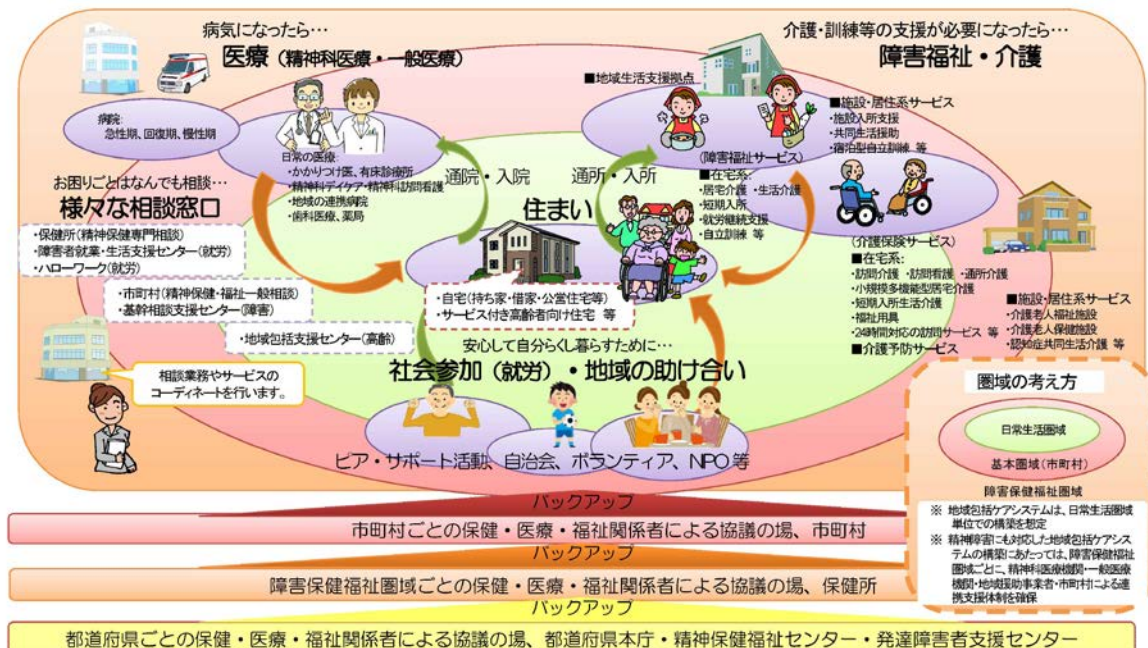 病気になったら…
医療（精神科医療・一般医療）
介護・訓練等の支援が必要になったら…
障害福祉・介護
病院:
急性期、回復期、慢性期
日常の医療:
・かかりつけ医、有床診療所
・精神科デイケア・精神科訪問看護
・地域の連携病院
・歯科医療、薬局
■地域生活支援拠点
■施設・居住系サービス
・施設入所支援
・共同生活援助
・宿泊型自立訓練 等
(障害福祉サービス)
■在宅系:
・居宅介護 ・生活介護
・短期入所
・就労継続支援
・自立訓練 等
お困りごとはなんでも相談…
様々な相談窓口
・保健所(精神保健専門相談)
・障害者就業・生活支援センター(就労)
・ハローワーク(就労)
・市町村(精神保健・福祉一般相談)
・基幹相談支援センター(障害)
・地域包括支援センター(高齢)
相談業務やサービスの
コーディネートを行います。
通院・入院
通所・入所
住まい
・自宅(持ち家・借家・公営住宅等)
・サービス付き高齢者向け住宅 等
(介護保険サービス)
■在宅系:
・訪問介護 ・訪問看護 ・通所介護
・小規模多機能型居宅介護
・短期入所生活介護
・福祉用具
・24時間対応の訪問サービス 等
■介護予防サービス
■施設・居住系サービス
・介護老人福祉施設
・介護老人保健施設
・認知症共同生活介護 等
安心して自分らしく暮らすために…
社会参加（就労）・地域の助け合い
ピア・サポート活動、自治会、ボランティア、NPO等
圏域の考え方
日常生活圏域
基本圏域(市町村)
障害保健福祉圏域
※ 地域包括ケアシステムは、日常生活圏域
単位での構築を想定
※ 精神障害にも対応した地域包括ケアシス
テムの構築にあたっては、障害保健福祉
圏域ごとに、精神科医療機関・一般医療
機関・地域援助事業者・市町村による連
携支援体制を確保
バックアップ
市町村ごとの保健・医療・福祉関係者による協議の場、市町村
バックアップ
障害保健福祉圏域ごとの保健・医療・福祉関係者による協議の場、保健所
バックアップ
都道府県ごとの保健・医療・福祉関係者による協議の場、都道府県本庁・精神保健福祉センター・発達障害者支援センター